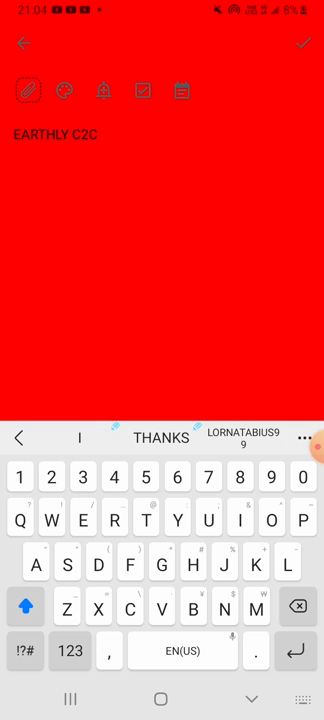 21:04
8%
EARTHLY C2C
I THANKS LORNATABIUS9
9
1 2 3 4 5 6 7 8 9 0
Q W E R T Y U I O P
A S D F G H J K L
Z X C V B N M
!?# 123 , EN(US) .